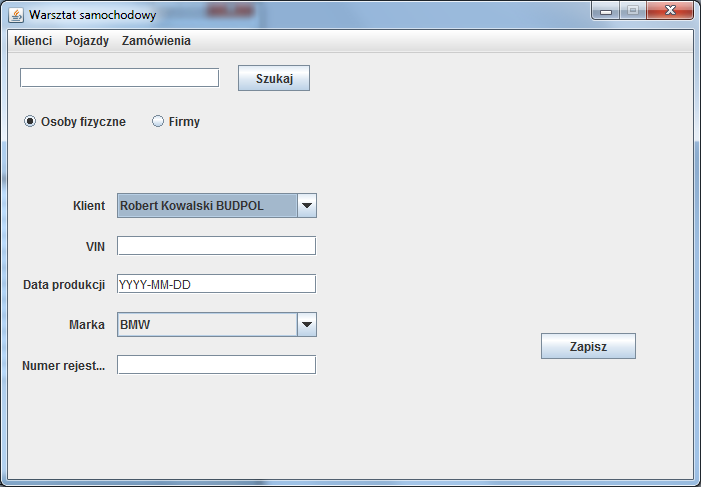 Warsztat samochodowy
Klienci Pojazdy Zamówienia
Szukaj
Osoby fizyczne Firmy
Klient Robert Kowalski BUDPOL
VIN
Data produkcji YYYY-MM-DD
Marka BMW
Zapisz
Numer rejest...